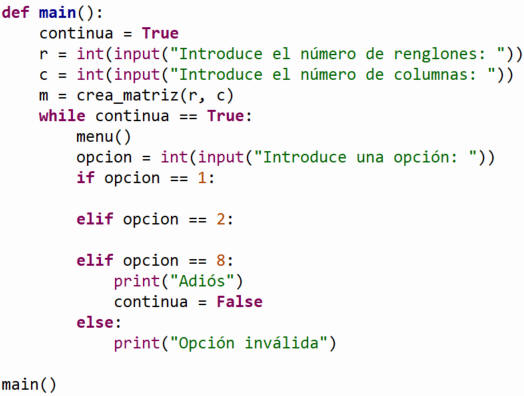 def main():
    continua = True
    r = int(input("Introduce el número de renglones: "))
    c = int(input("Introduce el número de columnas: "))
    m = crea_matriz(r, c)
    while continua == True:
        menu()
        opcion = int(input("Introduce una opción: "))
        if opcion == 1:

        elif opcion == 2:

        elif opcion == 8:
            print("Adiós")
            continua = False
        else:
            print("Opción inválida")

main()